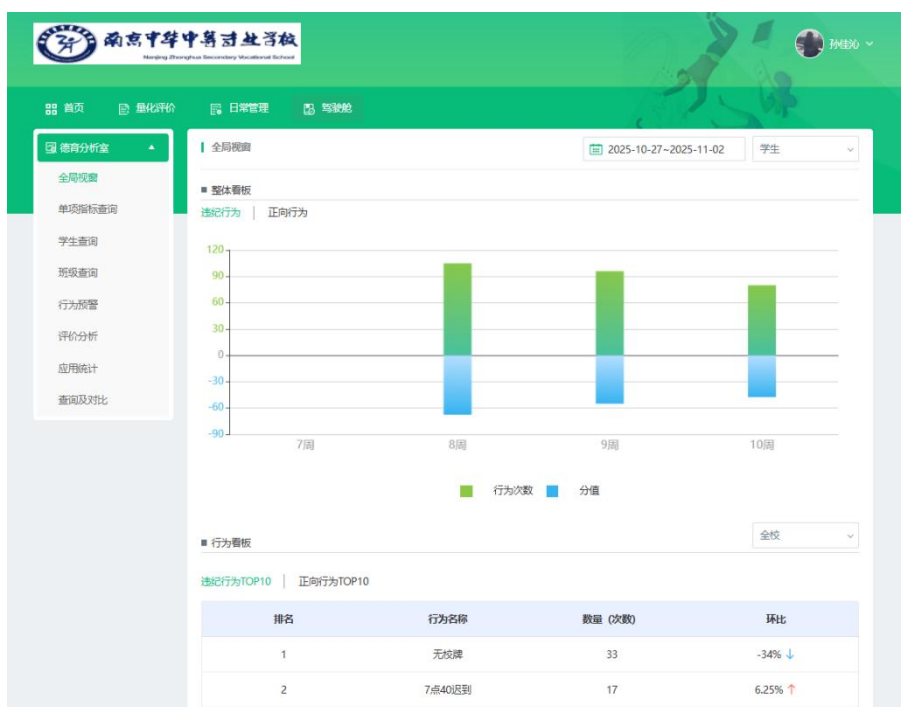 南京中华中等专业学校
Nanjing Zhonghua Secondary Vocational School
孙佳沁
首页 量化评价 日常管理 驾驶舱
德育分析室
全局视窗
单项指标查询
学生查询
班级查询
行为预警
评价分析
应用统计
查询及对比
全局视窗 2025-10-27~2025-11-02 学生
整体看板
违纪行为 | 正向行为
120
90
60
30
0
-30
-60
-90
7周 8周 9周 10周
行为次数 分值
行为看板 全校
违纪行为TOP10 | 正向行为TOP10
排名 行为名称 数量 (次数) 环比
1 无校牌 33 -34% ↓
2 7点40迟到 17 6.25% ↑